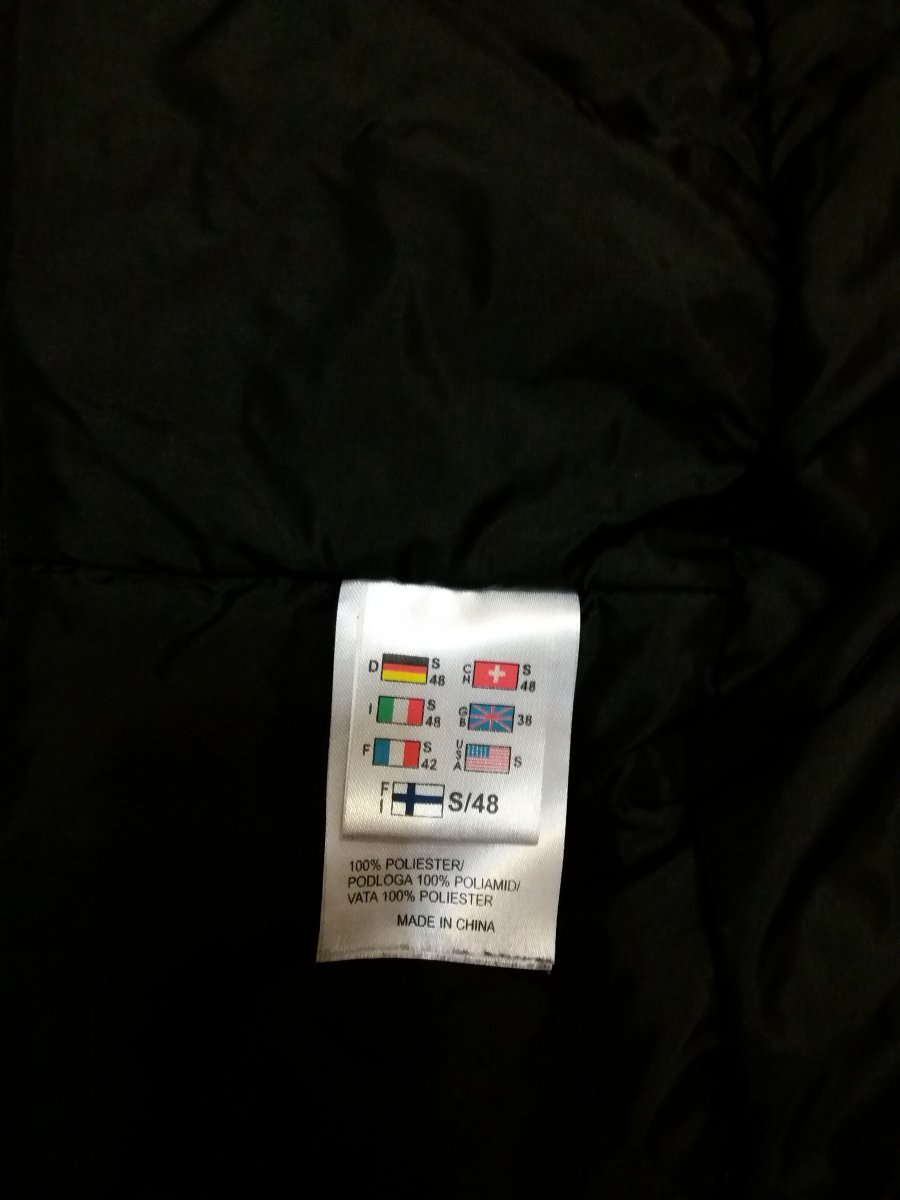 D S 48 CH S 48
I S 48 GB 38
F S 42 USA S
FI S/48
100% POLIESTER/
PODLOGA 100% POLIAMID/
VATA 100% POLIESTER
MADE IN CHINA